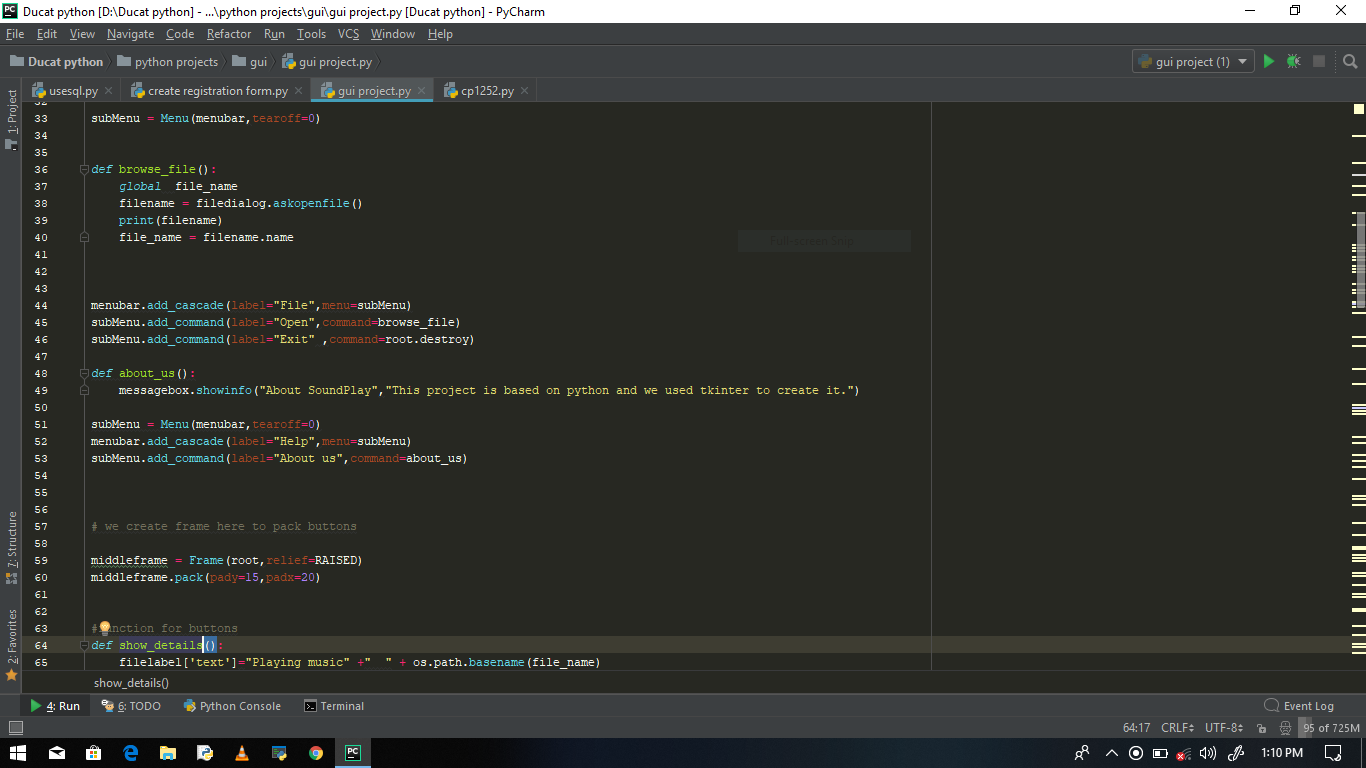 Ducat python [D:\Ducat python] - ...\python projects\gui\gui project.py [Ducat python] - PyCharm
File Edit View Navigate Code Refactor Run Tools VCS Window Help
Ducat python python projects gui gui project.py gui project (1)
usesql.py create registration form.py gui project.py cp1252.py
1: Project
7: Structure
2: Favorites
32
33 subMenu = Menu(menubar,tearoff=0)
34
35
36 def browse_file():
37 global file_name
38 filename = filedialog.askopenfile()
39 print(filename)
40 file_name = filename.name
41
42
43
44 menubar.add_cascade(label="File",menu=subMenu)
45 subMenu.add_command(label="Open",command=browse_file)
46 subMenu.add_command(label="Exit" ,command=root.destroy)
47
48 def about_us():
49 messagebox.showinfo("About SoundPlay","This project is based on python and we used tkinter to create it.")
50
51 subMenu = Menu(menubar,tearoff=0)
52 menubar.add_cascade(label="Help",menu=subMenu)
53 subMenu.add_command(label="About us",command=about_us)
54
55
56
57 # we create frame here to pack buttons
58
59 middleframe = Frame(root,relief=RAISED)
60 middleframe.pack(pady=15,padx=20)
61
62
63 # nction for buttons
64 def show_details():
65 filelabel['text']="Playing music" +"  " + os.path.basename(file_name)
Full-screen Snip
show_details()
4: Run 6: TODO Python Console Terminal Event Log
64:17 CRLF UTF-8 95 of 725M
1:10 PM